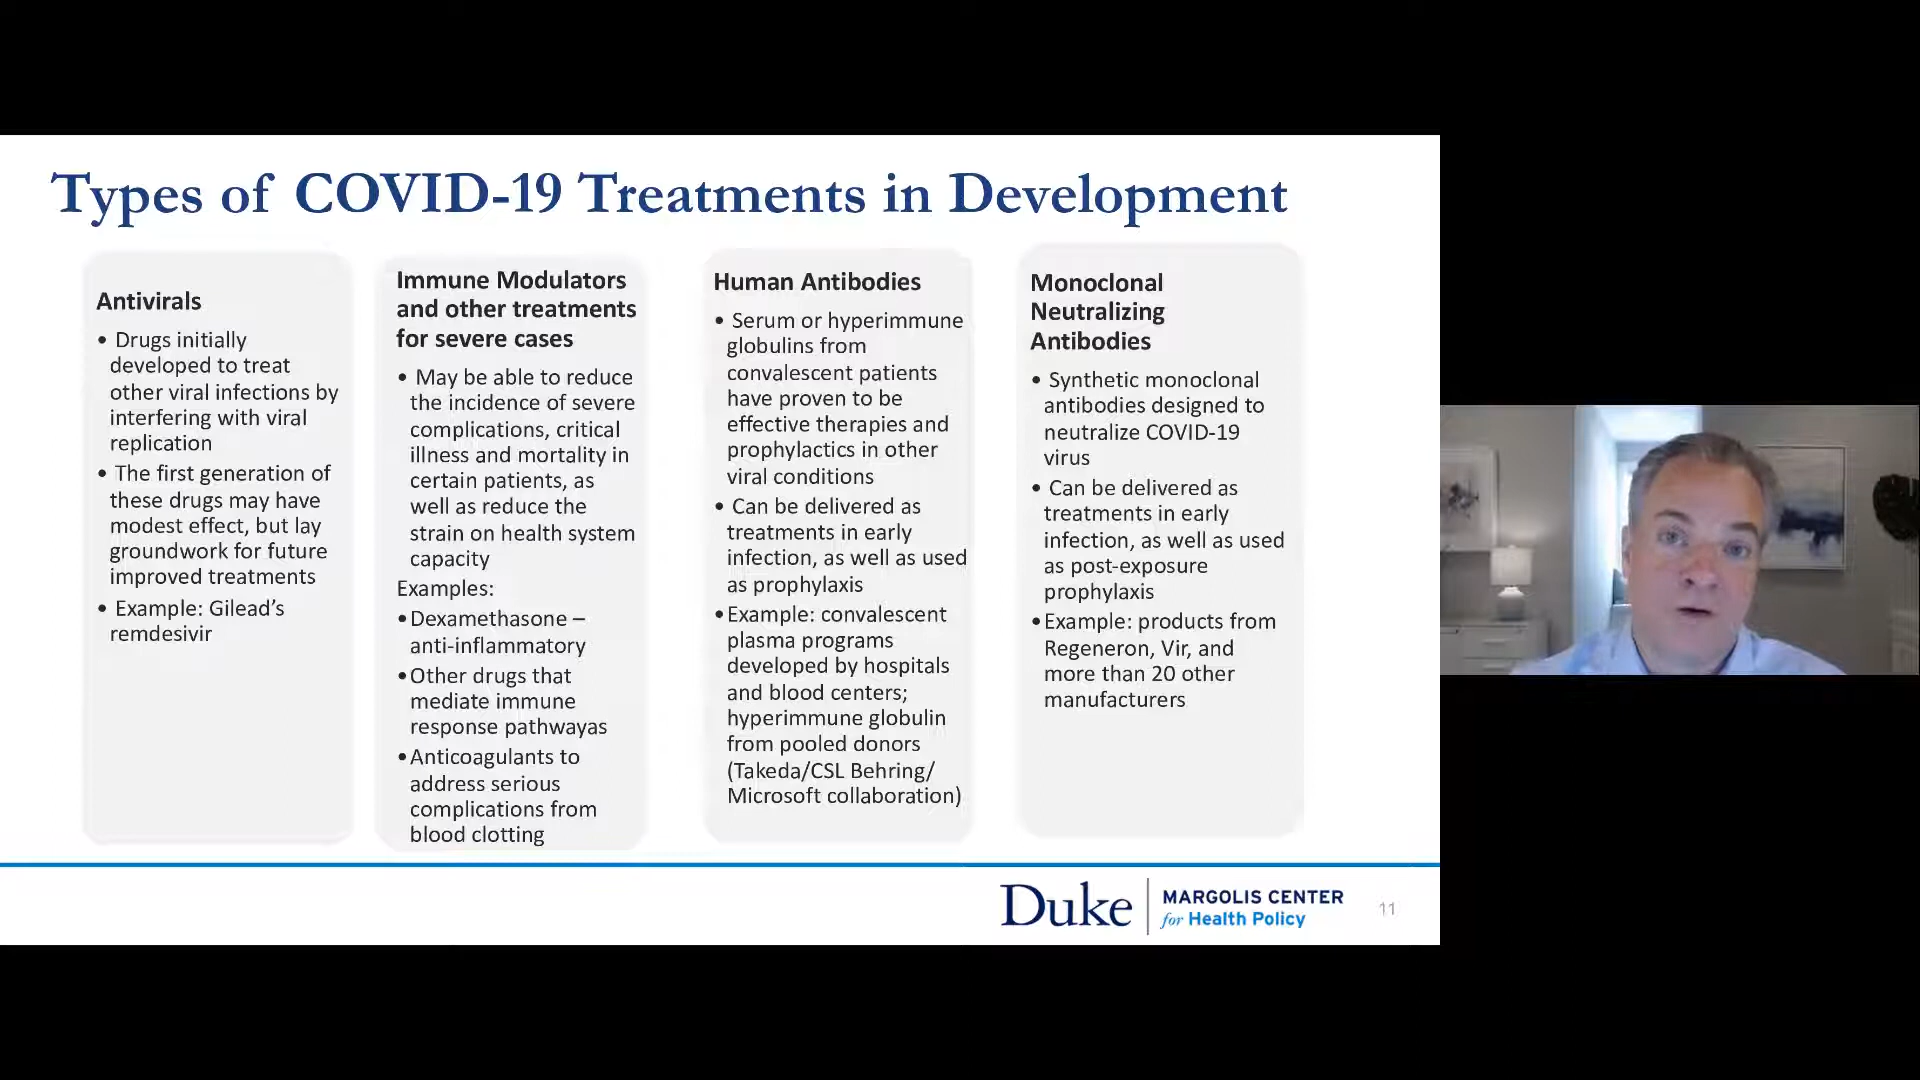 Types of COVID-19 Treatments in Development
Antivirals
• Drugs initially
developed to treat
other viral infections by
interfering with viral
replication
• The first generation of
these drugs may have
modest effect, but lay
groundwork for future
improved treatments
• Example: Gilead's
remdesivir
Immune Modulators
and other treatments
for severe cases
• May be able to reduce
the incidence of severe
complications, critical
illness and mortality in
certain patients, as
well as reduce the
strain on health system
capacity
Examples:
•Dexamethasone –
anti-inflammatory
•Other drugs that
mediate immune
response pathwayas
•Anticoagulants to
address serious
complications from
blood clotting
Human Antibodies
• Serum or hyperimmune
globulins from
convalescent patients
have proven to be
effective therapies and
prophylactics in other
viral conditions
• Can be delivered as
treatments in early
infection, as well as used
as prophylaxis
•Example: convalescent
plasma programs
developed by hospitals
and blood centers;
hyperimmune globulin
from pooled donors
(Takeda/CSL Behring/
Microsoft collaboration)
Monoclonal
Neutralizing
Antibodies
• Synthetic monoclonal
antibodies designed to
neutralize COVID-19
virus
• Can be delivered as
treatments in early
infection, as well as used
as post-exposure
prophylaxis
•Example: products from
Regeneron, Vir, and
more than 20 other
manufacturers
Duke
MARGOLIS CENTER
for Health Policy
11